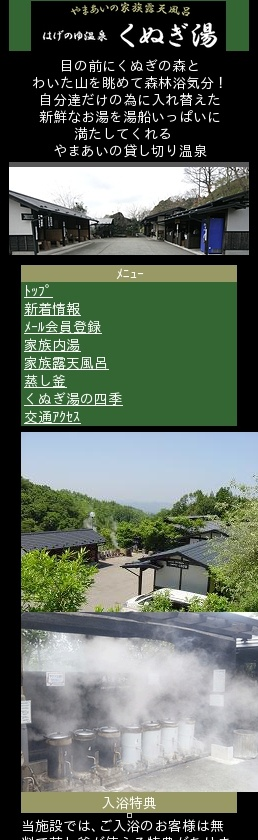 やまあいの家族露天風呂
はげのゆ温泉 くぬぎ湯
目の前にくぬぎの森と
わいた山を眺めて森林浴気分！
自分達だけの為に入れ替えた
新鮮なお湯を湯船いっぱいに
満たしてくれる
やまあいの貸し切り温泉
ﾒﾆｭｰ
ﾄｯﾌﾟ
新着情報
ﾒｰﾙ会員登録
家族内湯
家族露天風呂
蒸し釜
くぬぎ湯の四季
交通ｱｸｾｽ
入浴特典
当施設では､ご入浴のお客様は無